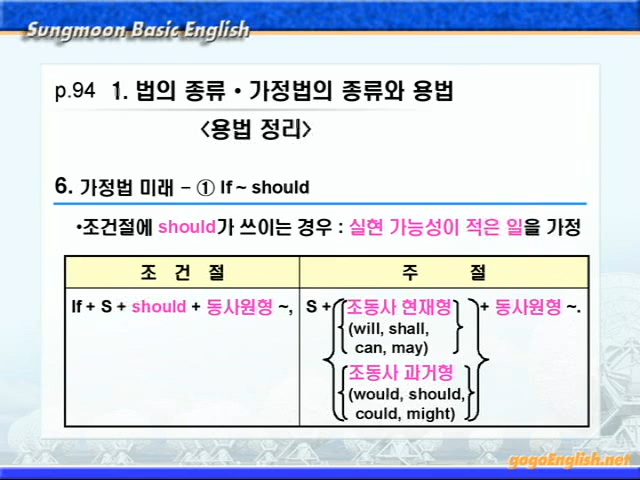 Sungmoon Basic English
p.94 1. 법의 종류 • 가정법의 종류와 용법
<용법 정리>
6. 가정법 미래 - ① If ~ should
•조건절에 should가 쓰이는 경우 : 실현 가능성이 적은 일을 가정
조 건 절
주 절
If + S + should + 동사원형 ~,
S + 조동사 현재형 + 동사원형 ~.
(will, shall,
can, may)
조동사 과거형
(would, should,
could, might)
gogoEnglish.net